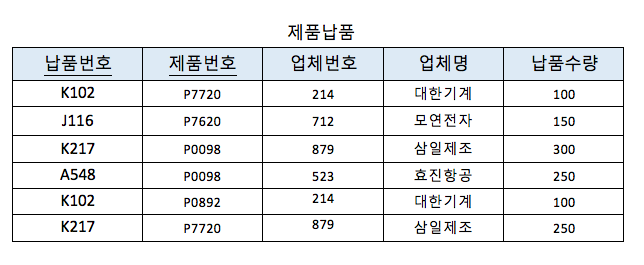 제품납품
납품번호 제품번호 업체번호 업체명 납품수량
K102 P7720 214 대한기계 100
J116 P7620 712 모연전자 150
K217 P0098 879 삼일제조 300
A548 P0098 523 효진항공 250
K102 P0892 214 대한기계 100
K217 P7720 879 삼일제조 250